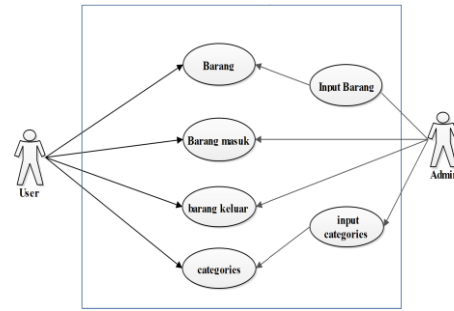 Barang
Input Barang
Barang masuk
User
Admin
barang keluar
input
categories
categories